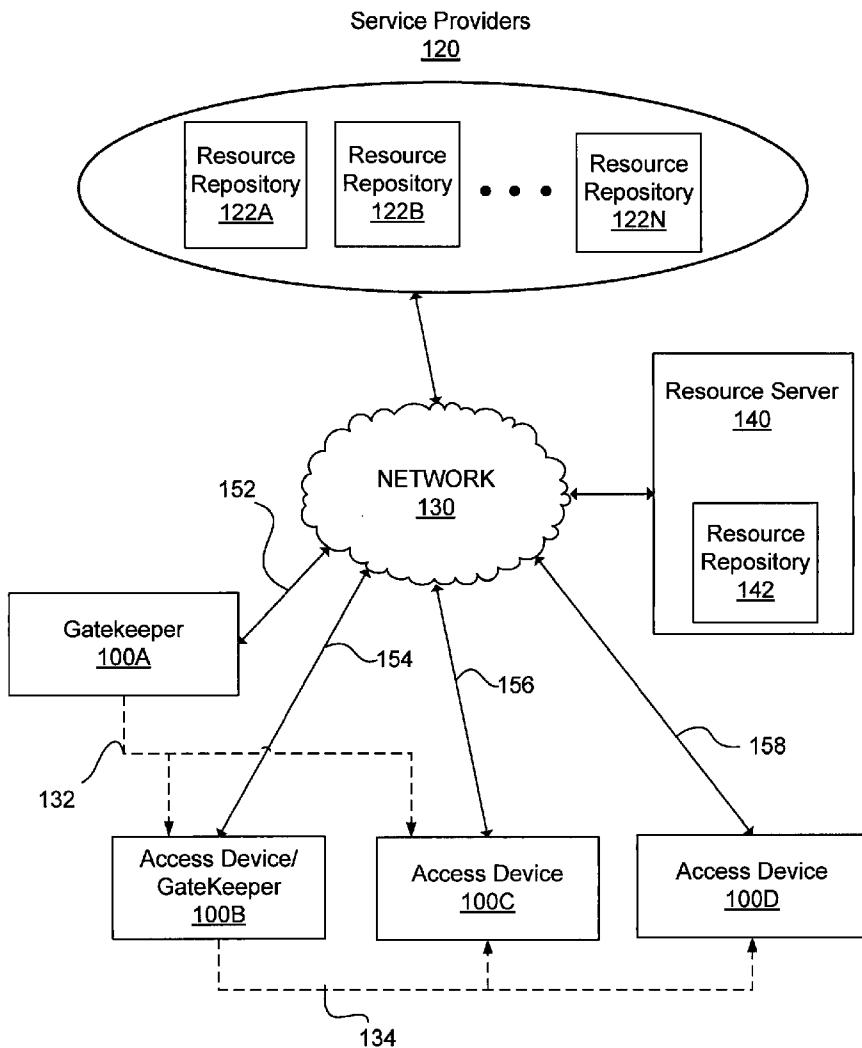 Service Providers
120
Resource
Repository
122A
Resource
Repository
122B
Resource
Repository
122N
Resource Server
140
Resource
Repository
142
NETWORK
130
152
Gatekeeper
100A
154
156
158
132
Access Device/
GateKeeper
100B
Access Device
100C
Access Device
100D
134